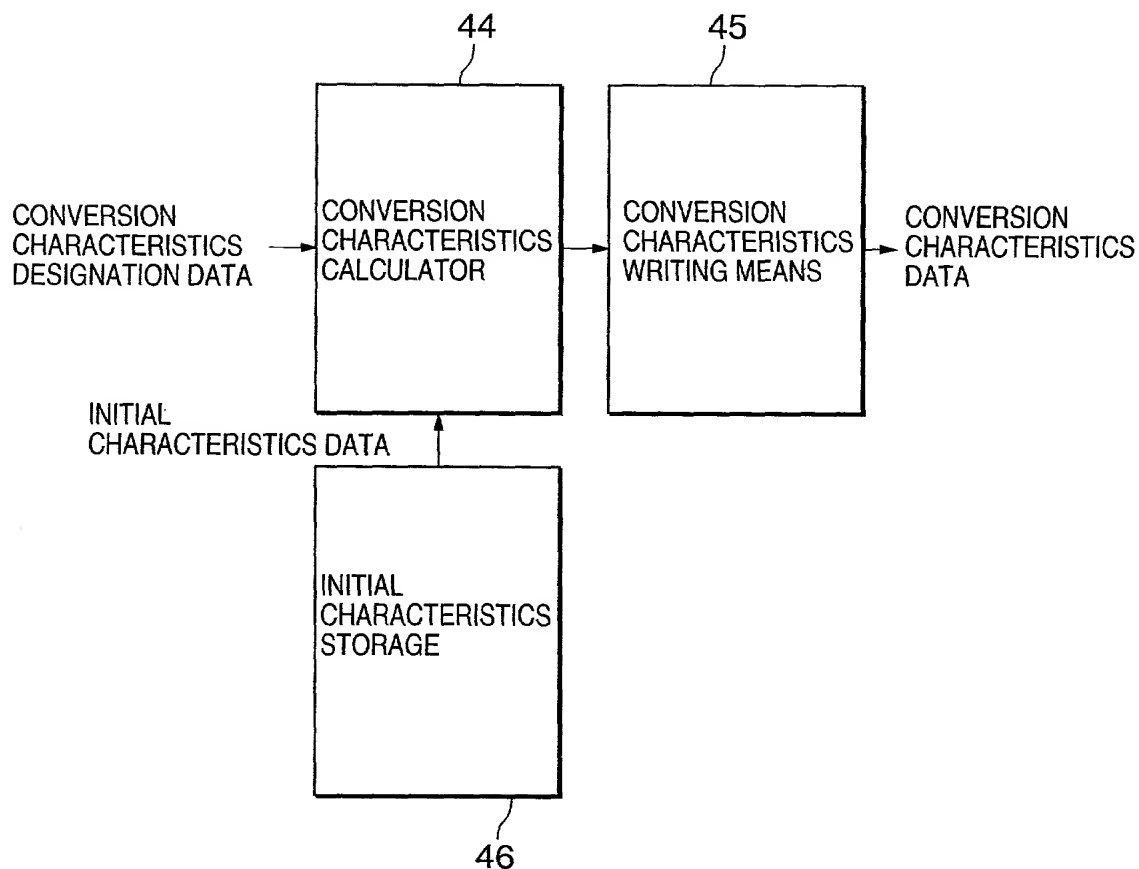 44
45
CONVERSION
CHARACTERISTICS
DESIGNATION DATA
CONVERSION
CHARACTERISTICS
CALCULATOR
CONVERSION
CHARACTERISTICS
WRITING MEANS
CONVERSION
CHARACTERISTICS
DATA
INITIAL
CHARACTERISTICS DATA
INITIAL
CHARACTERISTICS
STORAGE
46